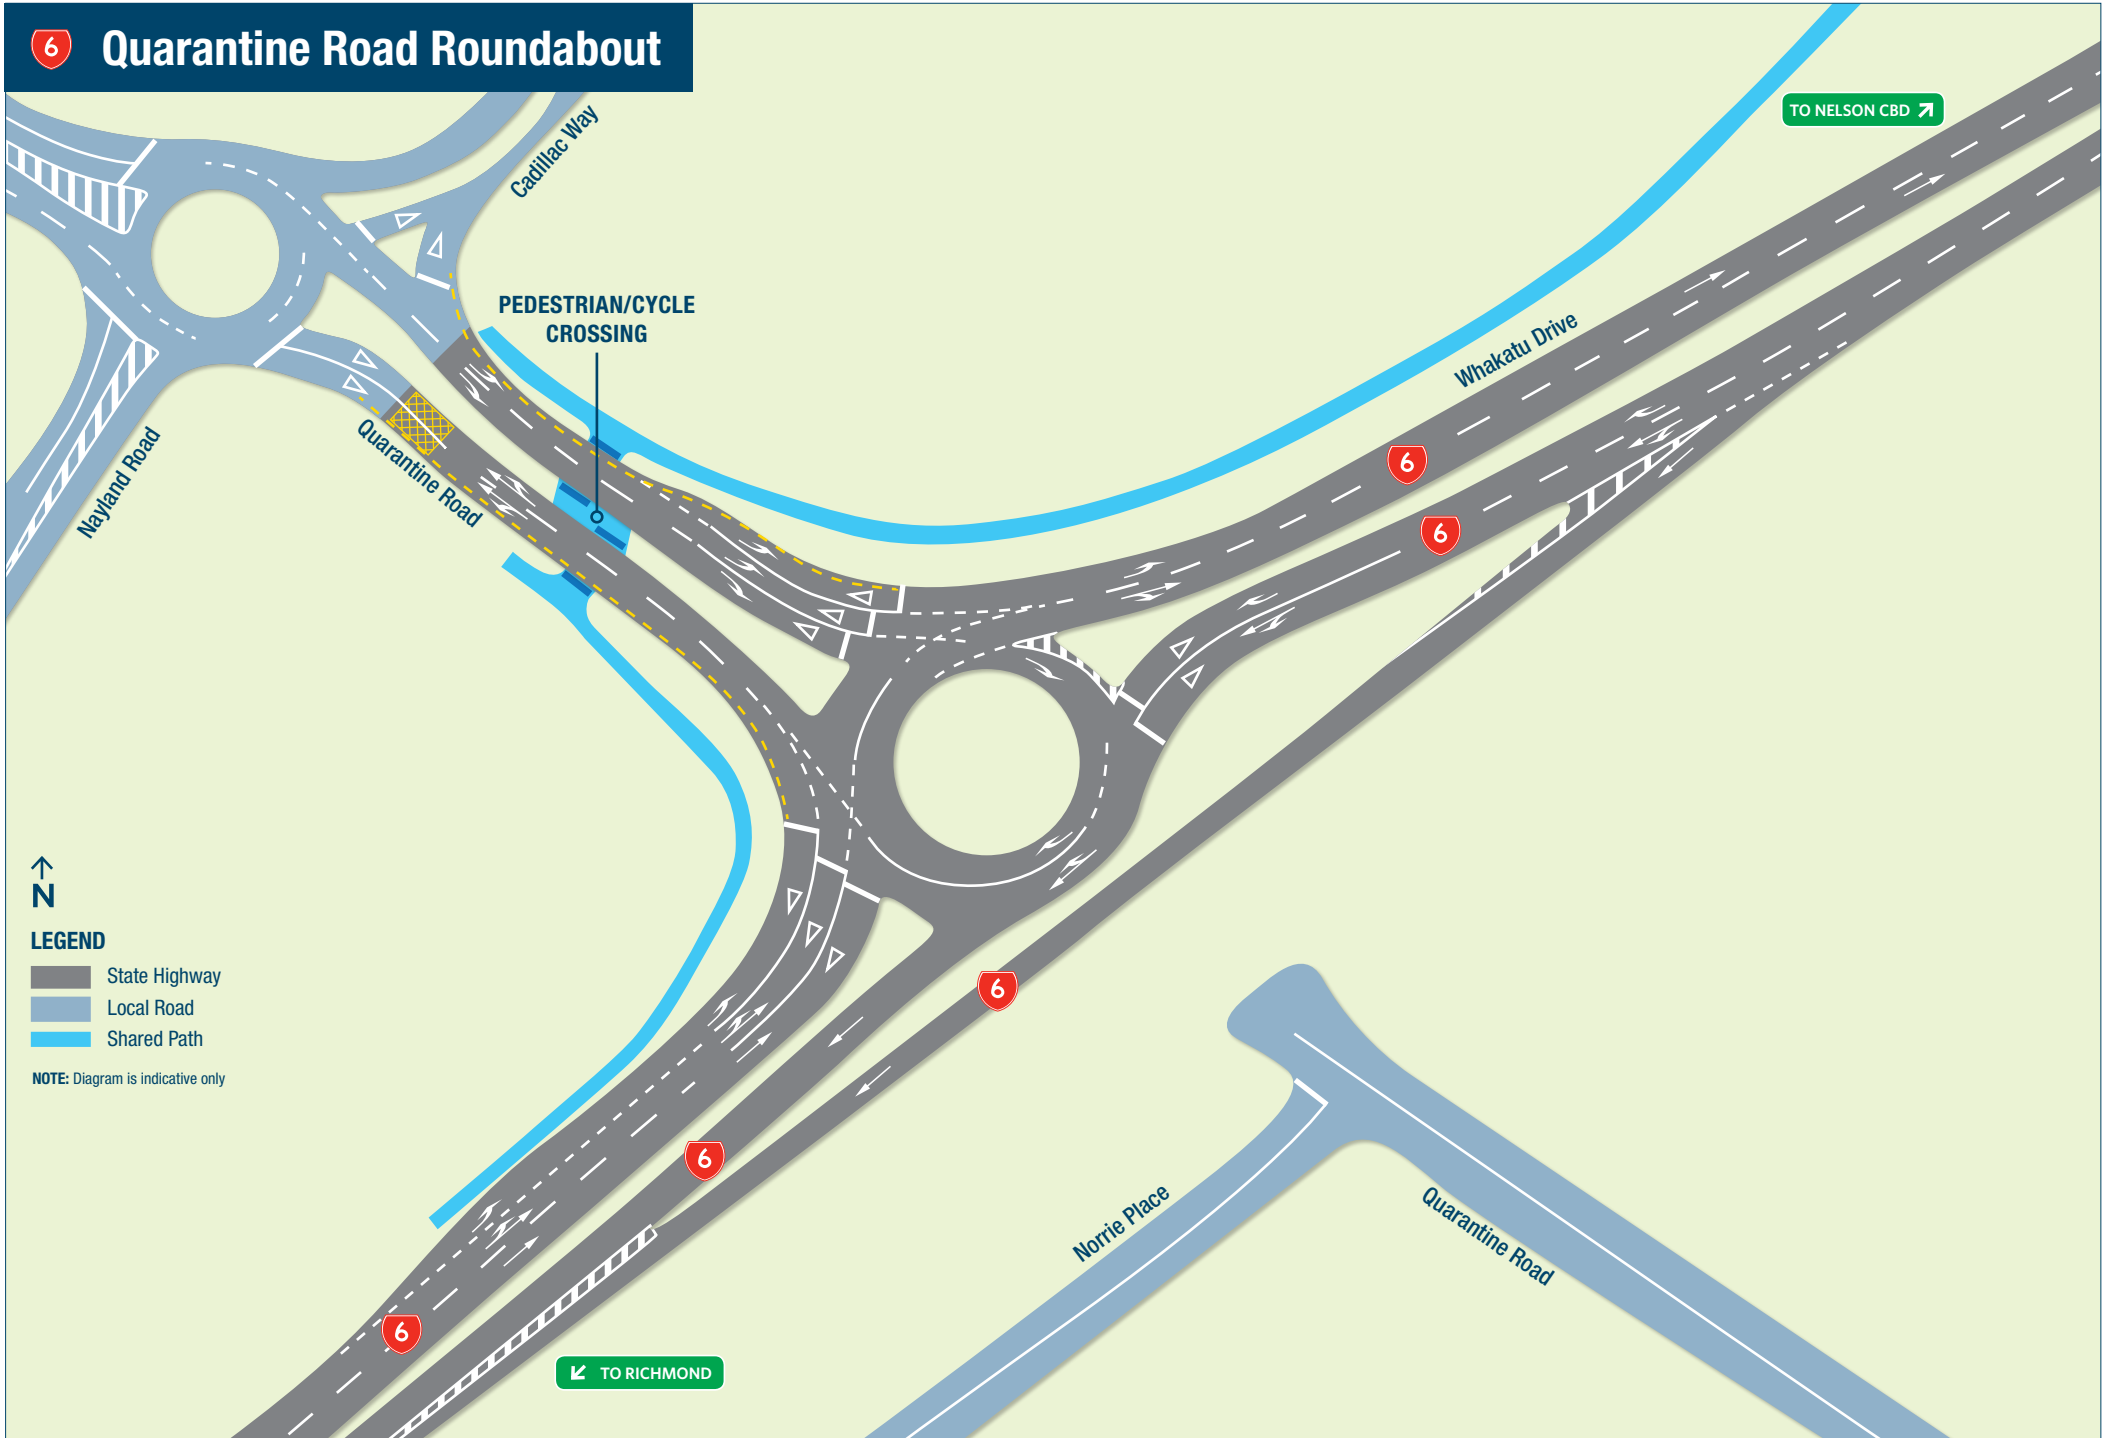 6 Quarantine Road Roundabout
TO NELSON CBD
Cadillac Way
PEDESTRIAN/CYCLE
CROSSING
Whakatu Drive
6
6
Nayland Road
Quarantine Road
N
LEGEND
State Highway
Local Road
Shared Path
NOTE: Diagram is indicative only
6
6
6
Norrie Place
Quarantine Road
TO RICHMOND